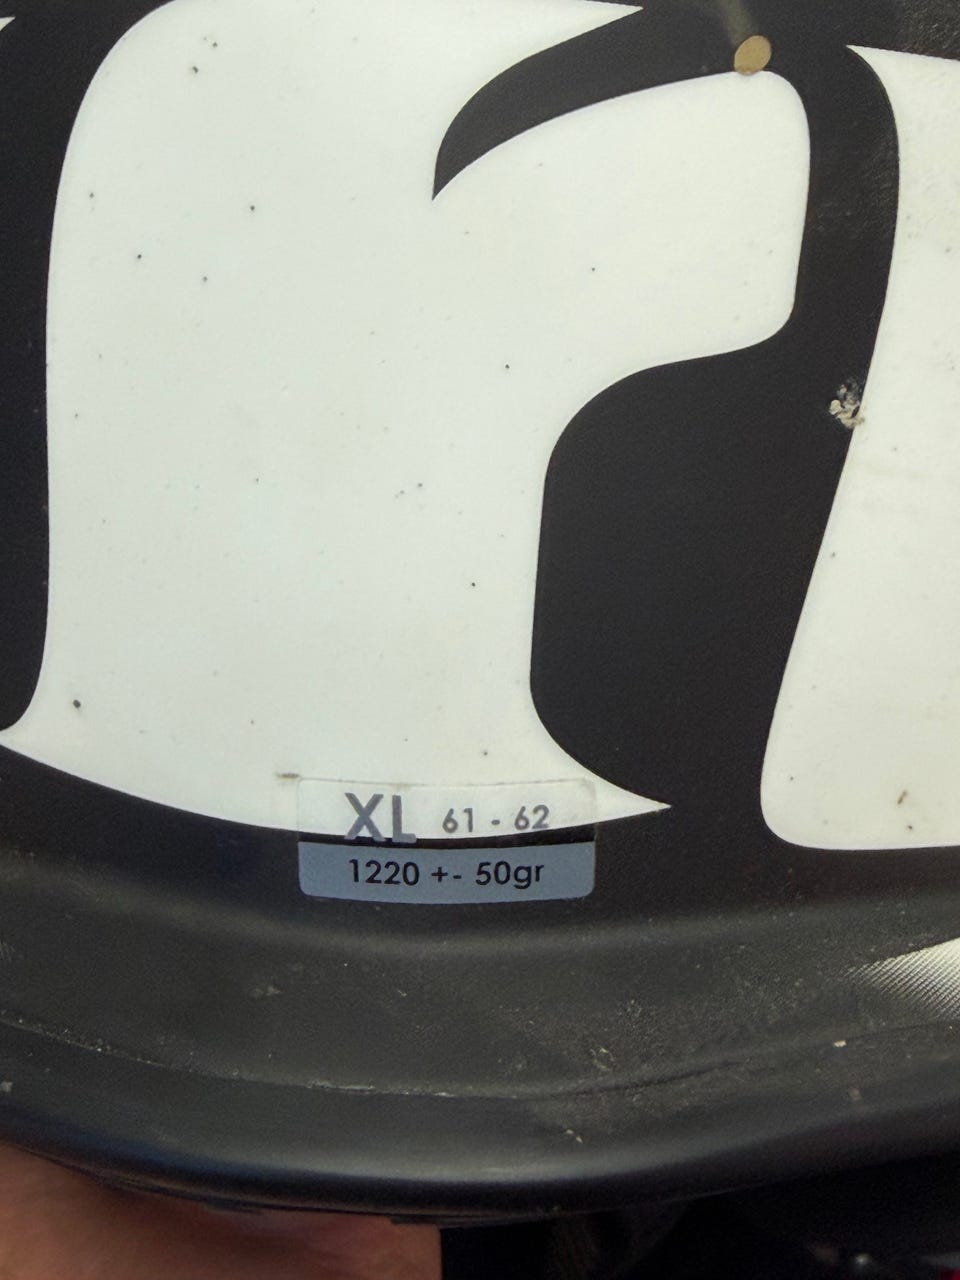 XL 61 - 62
1220 +- 50gr